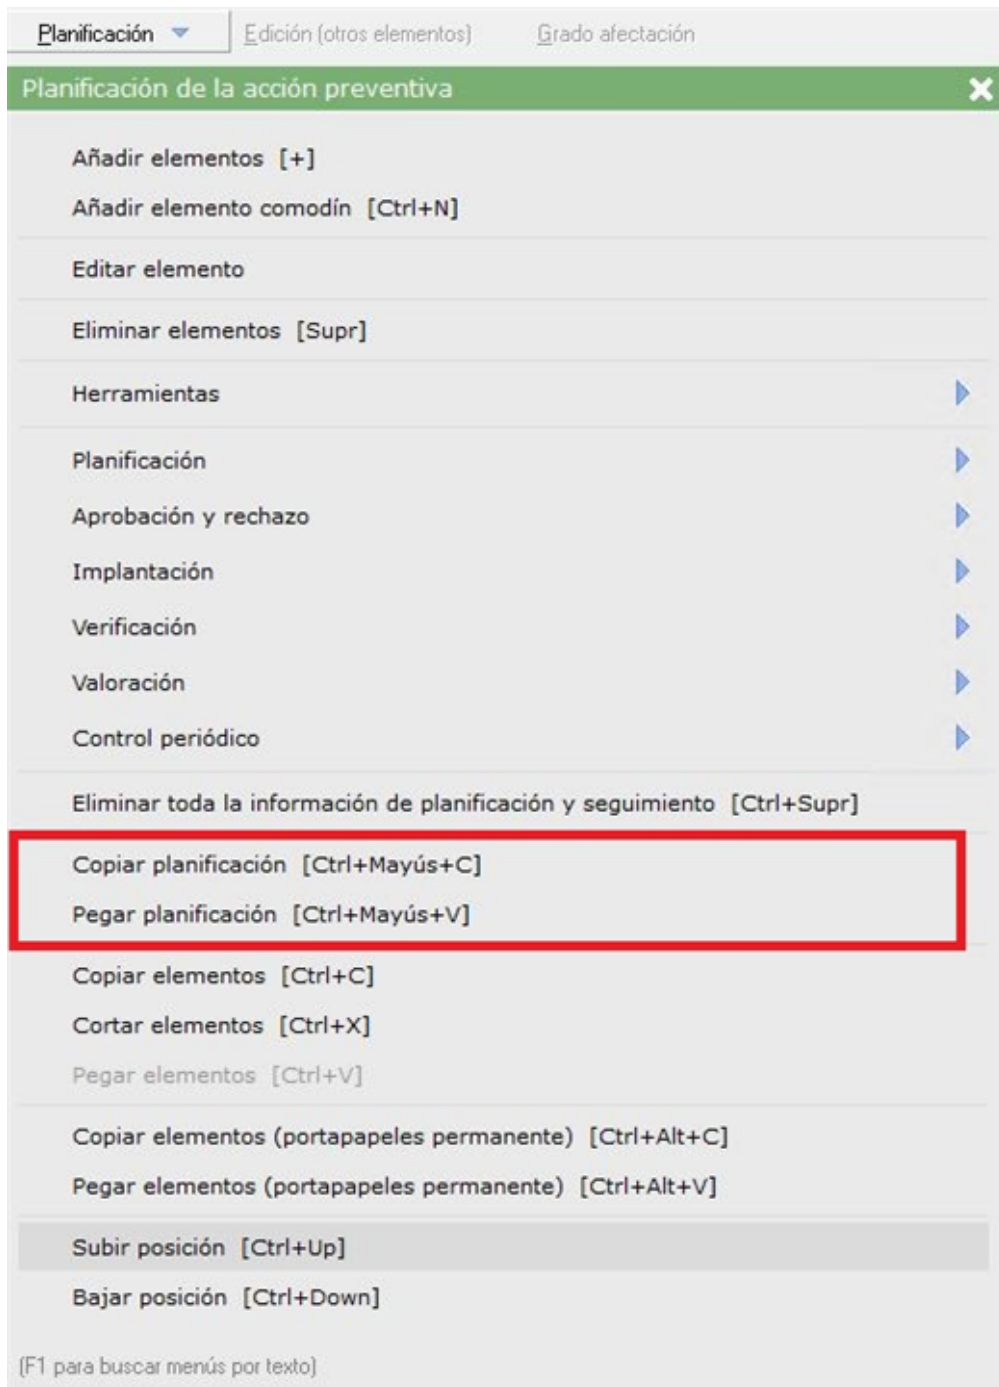 Planificación Edición (otros elementos) Grado afectación
Planificación de la acción preventiva
Añadir elementos [+]
Añadir elemento comodín [Ctrl+N]
Editar elemento
Eliminar elementos [Supr]
Herramientas
Planificación
Aprobación y rechazo
Implantación
Verificación
Valoración
Control periódico
Eliminar toda la información de planificación y seguimiento [Ctrl+Supr]
Copiar planificación [Ctrl+Mayús+C]
Pegar planificación [Ctrl+Mayús+V]
Copiar elementos [Ctrl+C]
Cortar elementos [Ctrl+X]
Pegar elementos [Ctrl+V]
Copiar elementos (portapapeles permanente) [Ctrl+Alt+C]
Pegar elementos (portapapeles permanente) [Ctrl+Alt+V]
Subir posición [Ctrl+Up]
Bajar posición [Ctrl+Down]
(F1 para buscar menús por texto)